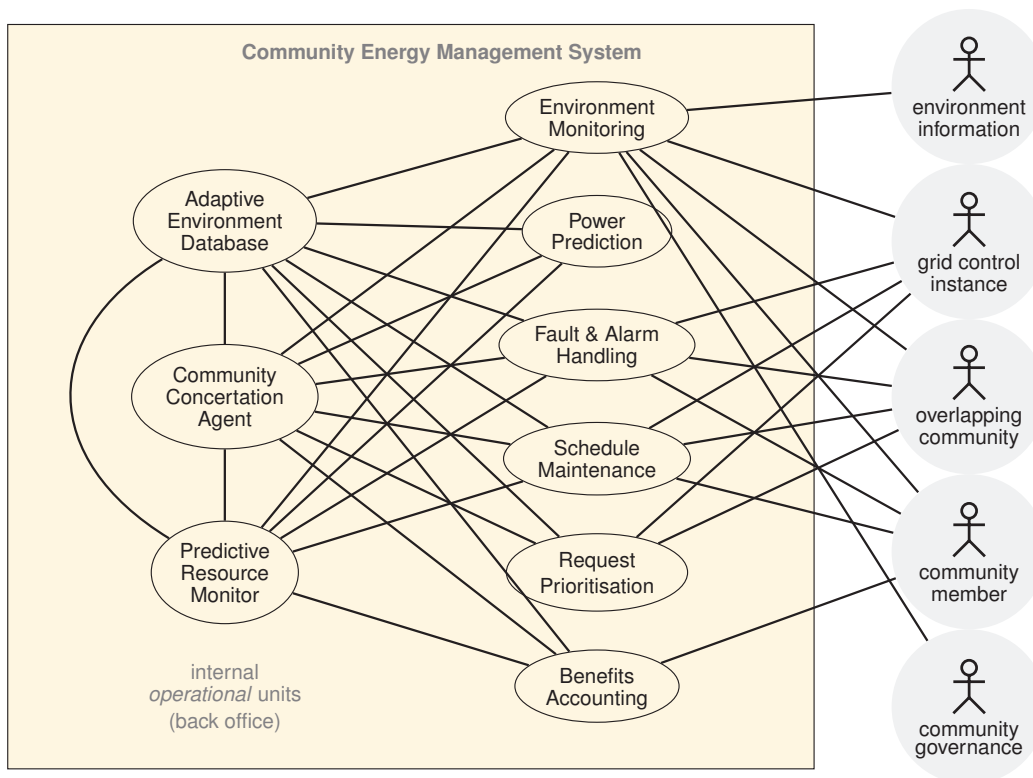 Community Energy Management System
Environment
Monitoring
Adaptive
Environment
Database
Power
Prediction
Fault & Alarm
Handling
Community
Concertation
Agent
Schedule
Maintenance
Predictive
Resource
Monitor
Request
Prioritisation
Benefits
Accounting
internal
operational units
(back office)
environment
information
grid control
instance
overlapping
community
community
member
community
governance